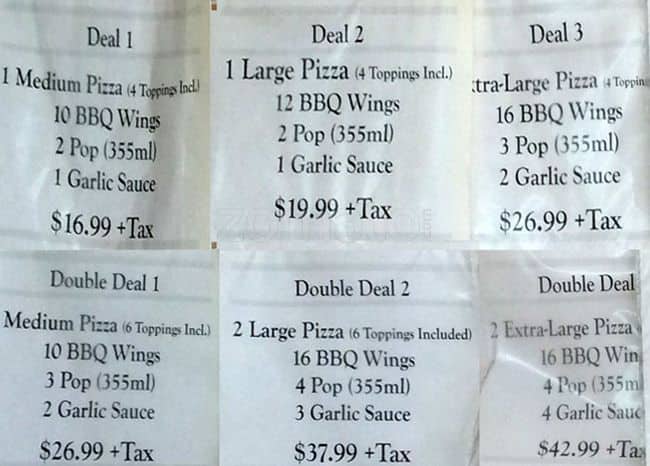 Deal 1
1 Medium Pizza (4 Toppings Incl.)
10 BBQ Wings
2 Pop (355ml)
1 Garlic Sauce
$16.99 +Tax
Deal 2
1 Large Pizza (4 Toppings Incl.)
12 BBQ Wings
2 Pop (355ml)
1 Garlic Sauce
$19.99 +Tax
Deal 3
tra-Large Pizza (4 Toppin
16 BBQ Wings
3 Pop (355ml)
2 Garlic Sauce
$26.99 +Tax
Double Deal 1
Medium Pizza (6 Toppings Incl.)
10 BBQ Wings
3 Pop (355ml)
2 Garlic Sauce
$26.99 +Tax
Double Deal 2
2 Large Pizza (6 Toppings Included)
16 BBQ Wings
4 Pop (355ml)
3 Garlic Sauce
$37.99 +Tax
Double Deal
2 Extra-Large Pizza
16 BBQ Win
4 Pop (355m
4 Garlic Sauc
$42.99 +Ta